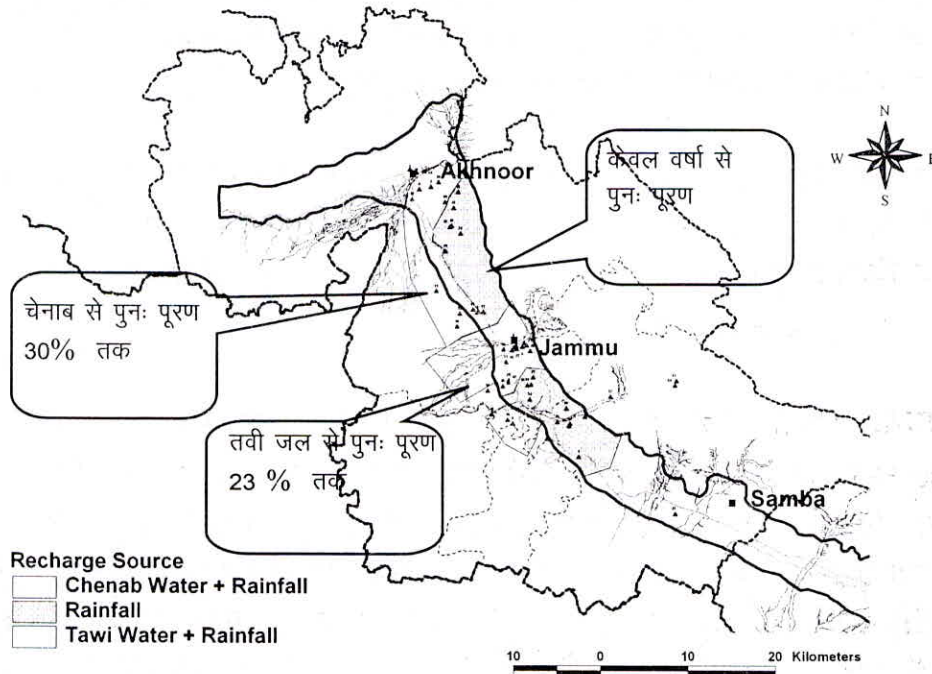 N
W
E
S
Akhnoor
केवल वर्षा से
पुनः पूरण
चेनाब से पुनः पूरण
30% तक
Jammu
तवी जल से पुनः पूरण
23 % तक
Samba
Recharge Source
Chenab Water + Rainfall
Rainfall
Tawi Water + Rainfall
10 0 10 20 Kilometers